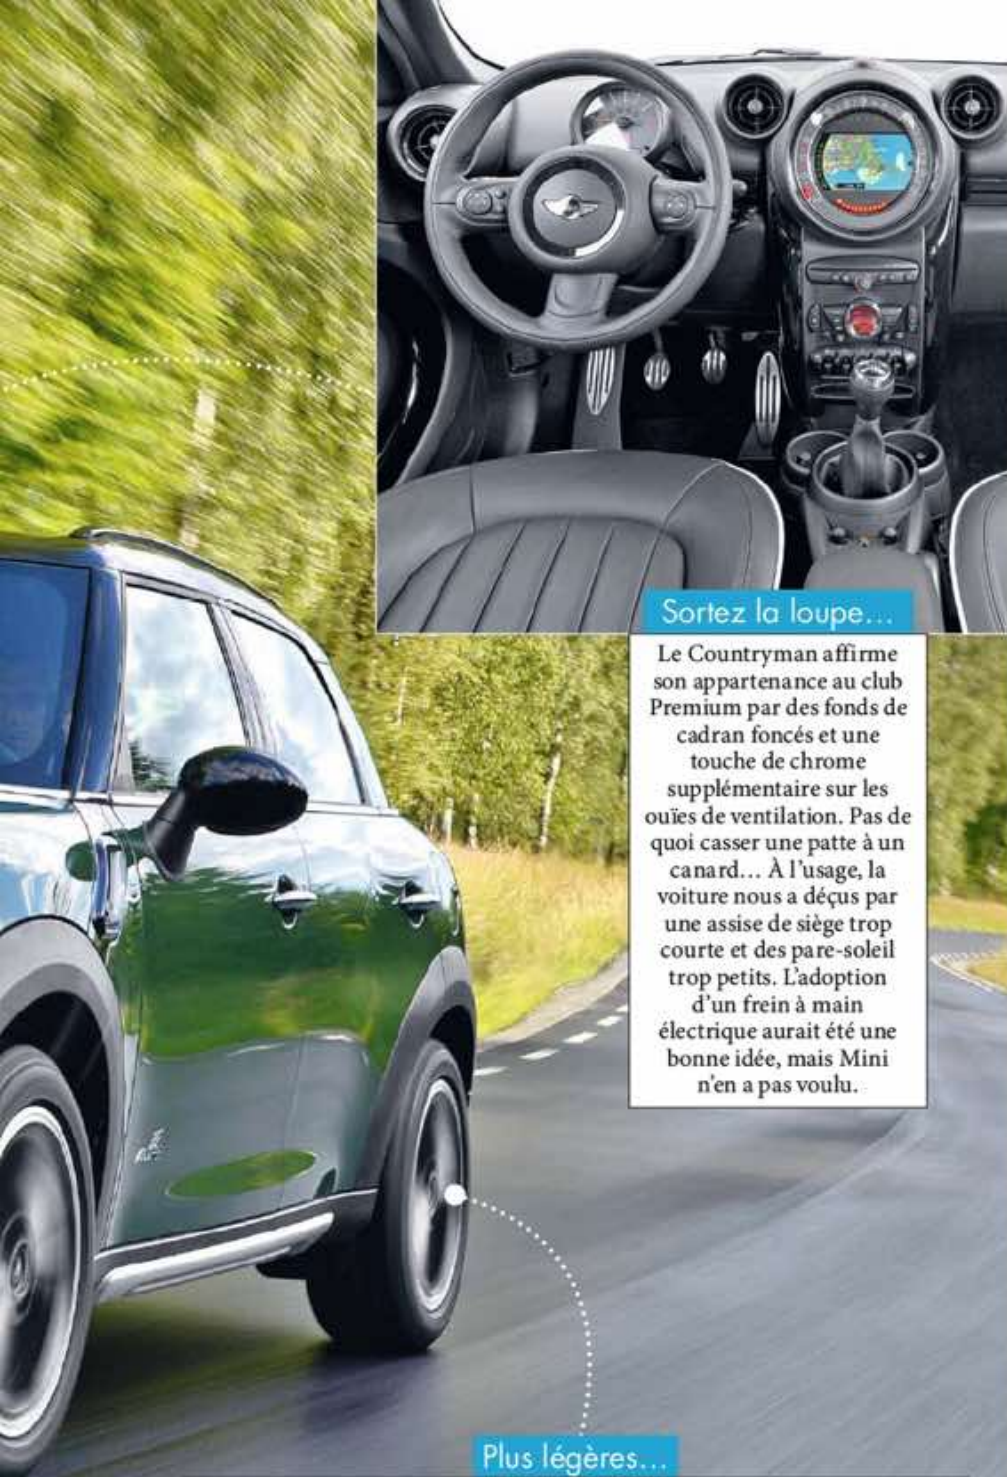 Sortez la loupe...
Le Countryman affirme
son appartenance au club
Premium par des fonds de
cadran foncés et une
touche de chrome
supplémentaire sur les
ouïes de ventilation. Pas de
quoi casser une patte à un
canard... À l'usage, la
voiture nous a déçus par
une assise de siège trop
courte et des pare-soleil
trop petits. L'adoption
d'un frein à main
électrique aurait été une
bonne idée, mais Mini
n'en a pas voulu.
Plus légères...